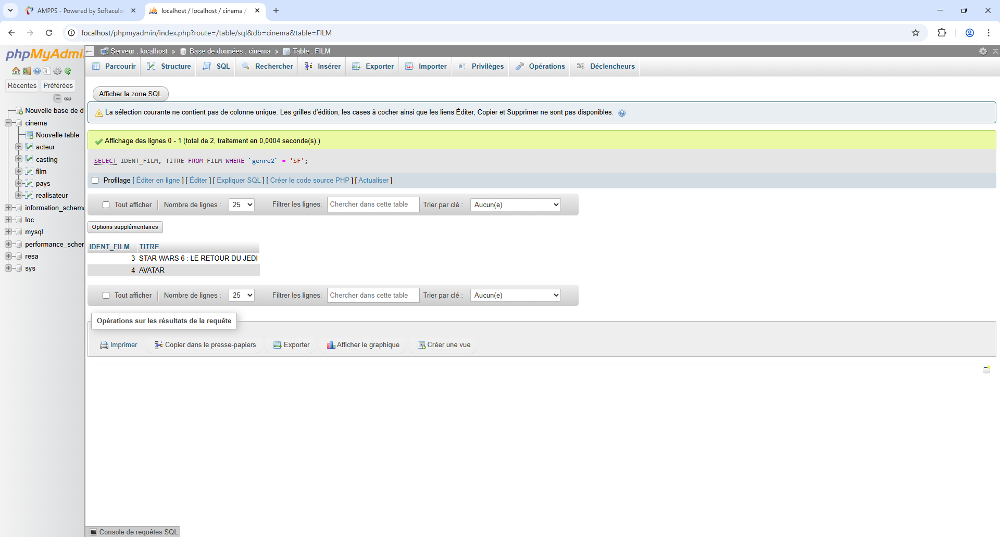 AMPPS - Powered by Softaculo
localhost / localhost / cinema /
localhost/phpmyadmin/index.php?route=/table/sql&db=cinema&table=FILM
phpMyAdmi
Récentes
Préférées
Nouvelle base de d
cinema
Nouvelle table
acteur
casting
film
pays
realisateur
information_schema
loc
mysql
performance_scher
resa
sys
Serveur : localhost » Base de données : cinema » Table : FILM
Parcourir Structure SQL Rechercher Insérer Exporter Importer Privilèges Opérations Déclencheurs
Afficher la zone SQL
La sélection courante ne contient pas de colonne unique. Les grilles d'édition, les cases à cocher ainsi que les liens Éditer, Copier et Supprimer ne sont pas disponibles.
Affichage des lignes 0 - 1 (total de 2, traitement en 0,0004 seconde(s).)
SELECT IDENT_FILM, TITRE FROM FILM WHERE `genre2` = 'SF';
Profilage [ Éditer en ligne ] [ Éditer ] [ Expliquer SQL ] [ Créer le code source PHP ] [ Actualiser ]
Tout afficher Nombre de lignes : 25 Filtrer les lignes: Chercher dans cette table Trier par clé : Aucun(e)
Options supplémentaires
IDENT_FILM TITRE
3 STAR WARS 6 : LE RETOUR DU JEDI
4 AVATAR
Tout afficher Nombre de lignes : 25 Filtrer les lignes: Chercher dans cette table Trier par clé : Aucun(e)
Opérations sur les résultats de la requête
Imprimer Copier dans le presse-papiers Exporter Afficher le graphique Créer une vue
Console de requêtes SQL